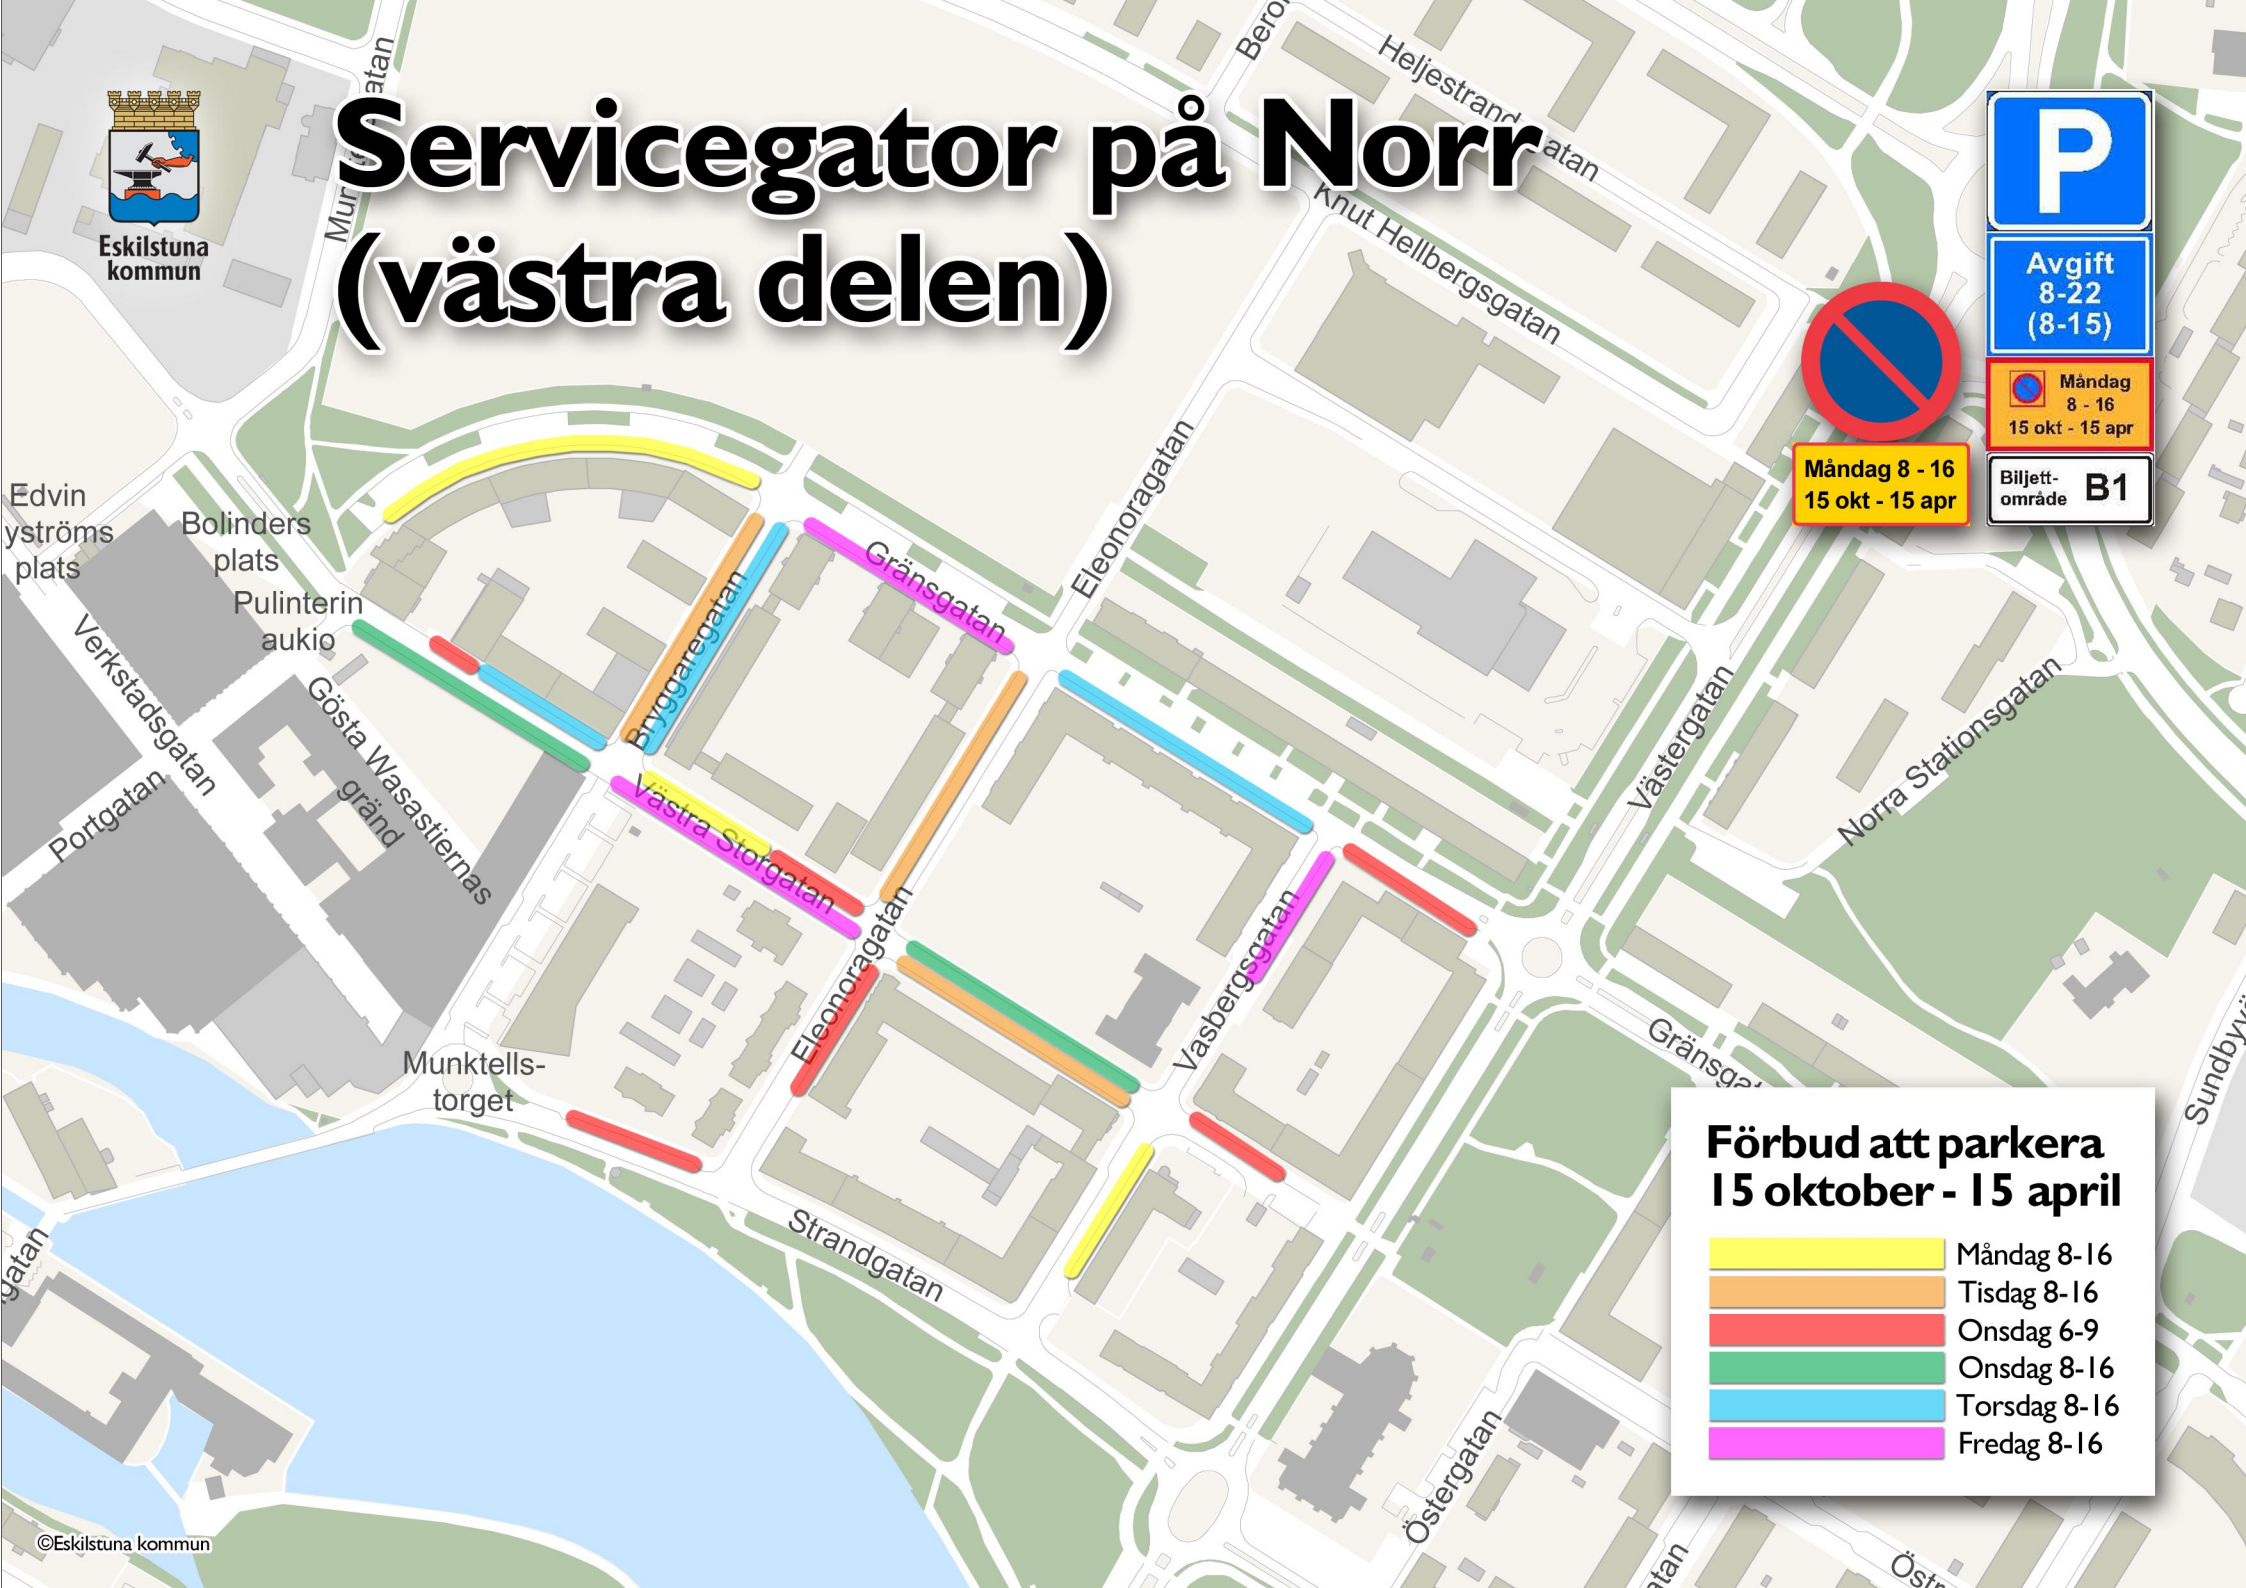 Servicegator på Norr
(västra delen)
Eskilstuna
kommun
P
Avgift
8-22
(8-15)
Måndag
8 - 16
15 okt - 15 apr
Biljett-
område
B1
Måndag 8 - 16
15 okt - 15 apr
Heljestrand
atan
Knut Hellbergsgatan
Edvin
yströms
plats
Bolinders
plats
Pulinterin
aukio
Verkstadsgatan
Portgatan
Gösta Wasastiernas
gränd
Bryggaregatan
Gränsgatan
Eleonoragatan
Västra Storgatan
Eleonoragatan
Vasbergsgatan
Västergatan
Norra Stationsgatan
Munktells-
torget
Strandgatan
Östergatan
Förbud att parkera
15 oktober - 15 april
Måndag 8-16
Tisdag 8-16
Onsdag 6-9
Onsdag 8-16
Torsdag 8-16
Fredag 8-16
©Eskilstuna kommun